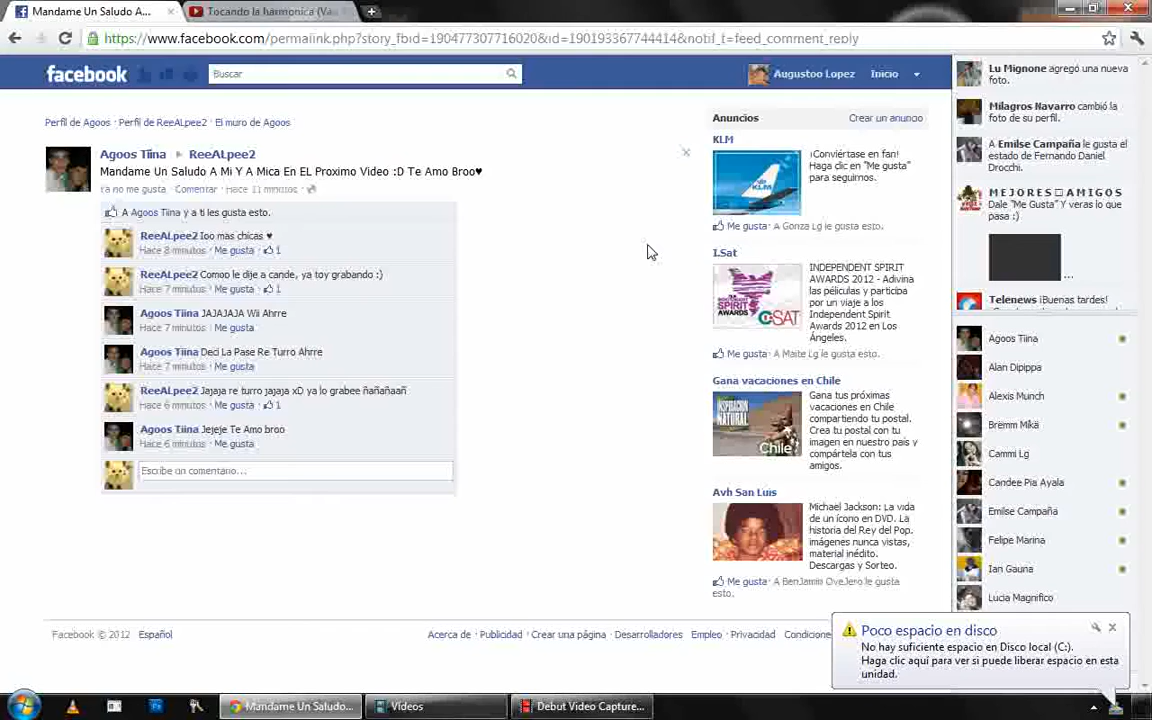 Mandame Un Saludo A...
Tocando la harmonica (Vas
https://www.facebook.com/permalink.php?story_fbid=190477307716020&id=190193367744414&notif_t=feed_comment_reply
facebook
Buscar
Augustoo Lopez
Inicio
Perfil de Agoos · Perfil de ReeALpee2 · El muro de Agoos
Agoos Tiina ▸ ReeALpee2
Mandame Un Saludo A Mi Y A Mica En EL Proximo Video :D Te Amo Broo♥
Ya no me gusta · Comentar · Hace 11 minutos ·
A Agoos Tiina y a ti les gusta esto.
ReeALpee2 Ioo mas chicas ♥
Hace 8 minutos · Me gusta · 1
ReeALpee2 Comoo le dije a cande, ya toy grabando :)
Hace 7 minutos · Me gusta · 1
Agoos Tiina JAJAJAJA Wii Ahrre
Hace 7 minutos · Me gusta
Agoos Tiina Deci La Pase Re Turro Ahrre
Hace 7 minutos · Me gusta
ReeALpee2 Jajaja re turro jajaja xD ya lo grabee ñañañaañ
Hace 6 minutos · Me gusta · 1
Agoos Tiina Jejeje Te Amo broo
Hace 6 minutos · Me gusta
Escribe un comentario...
Anuncios
Crear un anuncio
KLM
KLM
¡Conviértase en fan!
Haga clic en "Me gusta"
para seguirnos.
Me gusta · A Gonza Lg le gusta esto.
I.Sat
INDEPENDENT SPIRIT
AWARDS 2012 - Adivina
las películas y participa
por un viaje a los
Independent Spirit
Awards 2012 en Los
Ángeles.
Me gusta · A Maite Lg le gusta esto.
Gana vacaciones en Chile
INSPIRACION
NATURAL
Chile
Gana tus próximas
vacaciones en Chile
compartiendo tu postal.
Crea tu postal con tu
imagen en nuestro país y
compártela con tus
amigos.
Avh San Luis
Michael Jackson: La vida
de un ícono en DVD. La
historia del Rey del Pop.
imágenes nunca vistas,
material inédito.
Descargas y Sorteo.
Me gusta · A BenJamin OveJero le gusta
esto.
Lu Mignone agregó una nueva
foto.
Milagros Navarro cambió la
foto de su perfil.
A Emilse Campaña le gusta el
estado de Fernando Daniel
Drocchi.
M E J O R E S □ A M I G O S
Dale "Me Gusta" Y veras lo que
pasa :)
...
Telenews ¡Buenas tardes!
Agoos Tiina
Alan Dipippa
Alexis Munch
Bremm Mika
Cammi Lg
Candee Pia Ayala
Emilse Campaña
Felipe Marina
Ian Gauna
Lucia Magnifico
Facebook © 2012 · Español
Acerca de · Publicidad · Crear una página · Desarrolladores · Empleo · Privacidad · Condicione
Poco espacio en disco
No hay suficiente espacio en Disco local (C:).
Haga clic aquí para ver si puede liberar espacio en esta
unidad.
Mandame Un Saludo...
Vídeos
Debut Video Capture...